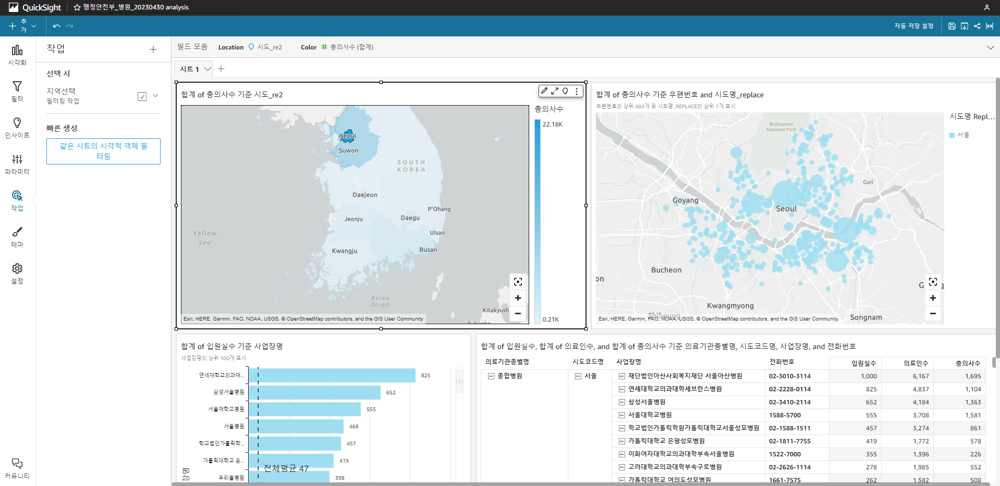 QuickSight
행정안전부_병원_20230430 analysis
추
가
자동 저장 설정
시각화
필터
인사이트
파라미터
작업
테마
설정
커뮤니티
작업
선택 시
지역선택
필터링 작업
빠른 생성
같은 시트의 시각적 객체 필
터링
필드 모음 Location 시도_re2 Color 총의사수 (합계)
시트 1
합계 of 총의사수 기준 시도_re2
Seoul
Suwon
SOUTH
KOREA
Daejeon
P'Ohang
Jeonju
Daegu
Ulsan
Yellow
Sea
Kwangju
Busan
Korea
Strait
Kitakyush
Fukuoka
Esri, HERE, Garmin, FAO, NOAA, USGS, © OpenStreetMap contributors, and the GIS User Community
총의사수
22.18K
0.21K
합계 of 총의사수 기준 우편번호 and 시도명_replace
우편번호의 상위 484개 및 시도명_REPLACE의 상위 1개 표시
Bukhansan
National Park
Guri
Goyang
Seoul
Bucheon
on
G
Kwangmyong
Shiheung
Songnam
Esri, HERE, Garmin, FAO, NOAA, USGS, © OpenStreetMap contributors, and the GIS User Community
시도명 Repl...
서울
합계 of 입원실수 기준 사업장명
사업장명의 상위 100개 표시
연세대학교의과대... 825
삼성서울병원 652
서울대학교병원 555
서울병원 468
학교법인가톨릭학... 457
가톨릭대학교 은... 419
우리들병원 398
전체평균 47
합계 of 입원실수, 합계 of 의료인수, and 합계 of 총의사수 기준 의료기관종별명, 시도코드명, 사업장명, and 전화번호
의료기관종별명 시도코드명 사업장명 전화번호 입원실수 의료인수 총의사수
종합병원 서울 재단법인아산사회복지재단 서울아산병원 02-3010-3114 1,000 6,167 1,695
연세대학교의과대학세브란스병원 02-2228-0114 825 4,837 1,104
삼성서울병원 02-3410-2114 652 4,184 1,363
서울대학교병원 1588-5700 555 3,708 1,581
학교법인가톨릭학원가톨릭대학교서울성모병원 02-1588-1511 457 3,274 861
가톨릭대학교 은평성모병원 02-1811-7755 419 1,772 578
이화여자대학교의과대학부속서울병원 1522-7000 355 1,396 226
고려대학교의과대학부속구로병원 02-2626-1114 278 1,985 552
가톨릭대학교 여의도성모병원 1661-7575 262 1,582 508